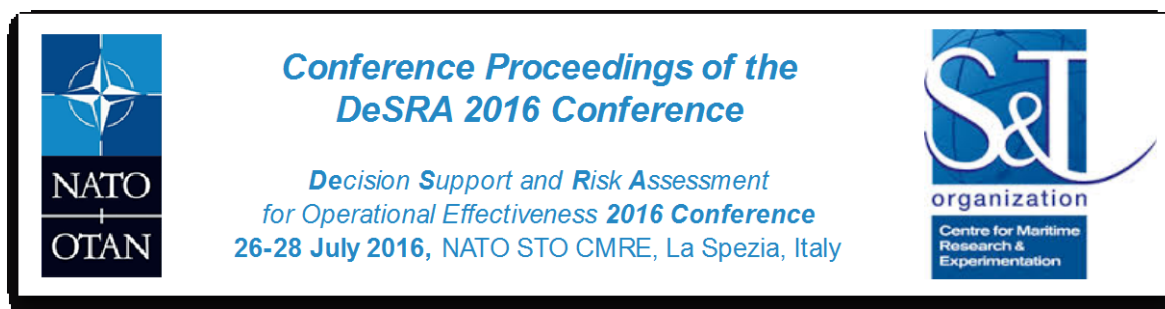 NATO
OTAN
Conference Proceedings of the
DeSRA 2016 Conference
Decision Support and Risk Assessment
for Operational Effectiveness 2016 Conference
26-28 July 2016, NATO STO CMRE, La Spezia, Italy
S&T
organization
Centre for Maritime
Research &
Experimentation